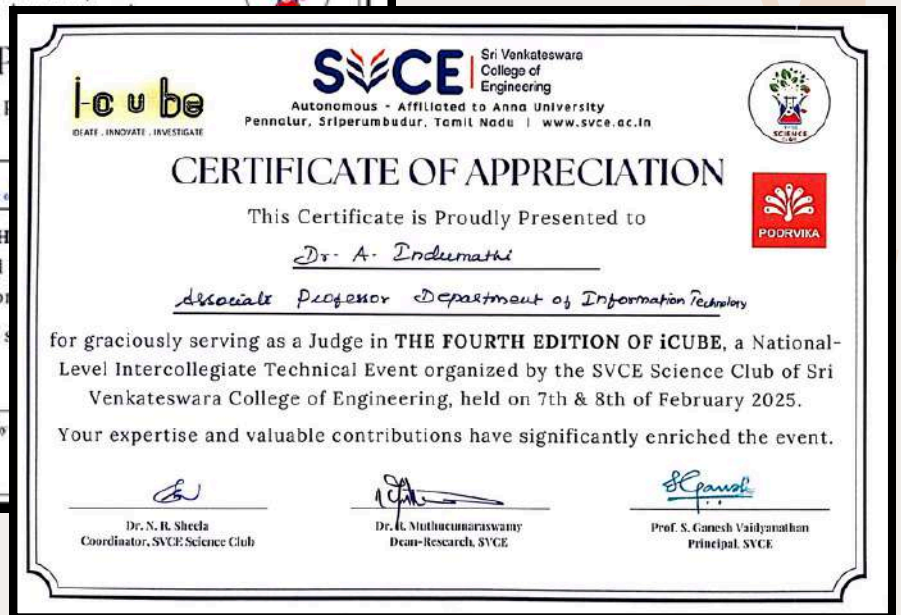 i-cube
IDEATE . INNOVATE . INVESTIGATE
SVCE
Sri Venkateswara
College of
Engineering
Autonomous - Affiliated to Anna University
Pennalur, Sriperumbudur, Tamil Nadu | www.svce.ac.in
SCIENCE
CLUB
CERTIFICATE OF APPRECIATION
POORVIKA
This Certificate is Proudly Presented to
Dr. A. Indumathi
Associate Professor Department of Information Technology
for graciously serving as a Judge in THE FOURTH EDITION OF iCUBE, a National-
Level Intercollegiate Technical Event organized by the SVCE Science Club of Sri
Venkateswara College of Engineering, held on 7th & 8th of February 2025.
Your expertise and valuable contributions have significantly enriched the event.
Dr. N. R. Sheela
Coordinator, SVCE Science Club
Dr. R. Muthucumaraswamy
Dean-Research, SVCE
Prof. S. Ganesh Vaidyanathan
Principal, SVCE